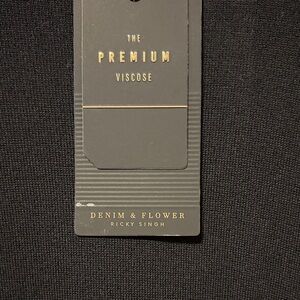 THE
PREMIUM
VISCOSE
DENIM & FLOWER
RICKY SINGH